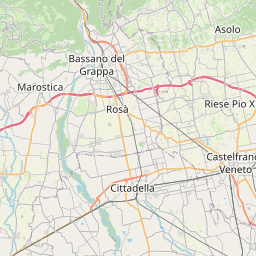 Asolo
Bassano del
Grappa
Marostica
Riese Pio X
Rosà
Castelfranco
Veneto
Cittadella